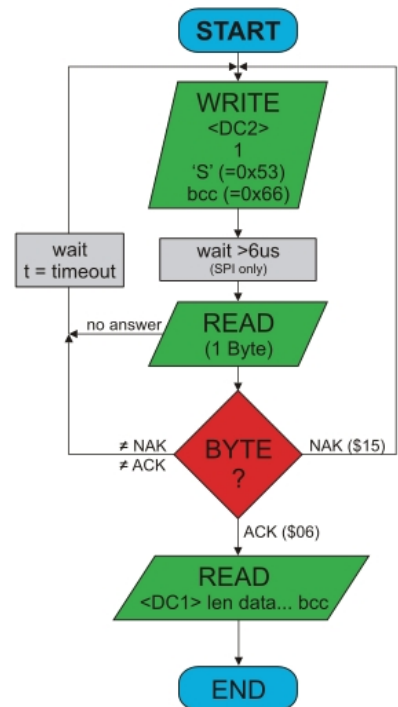 START
WRITE
<DC2>
1
‘S’ (=0x53)
bcc (=0x66)
wait
t = timeout
wait >6us
(SPI only)
no answer
READ
(1 Byte)
≠ NAK
≠ ACK
BYTE
?
NAK ($15)
ACK ($06)
READ
<DC1> len data... bcc
END